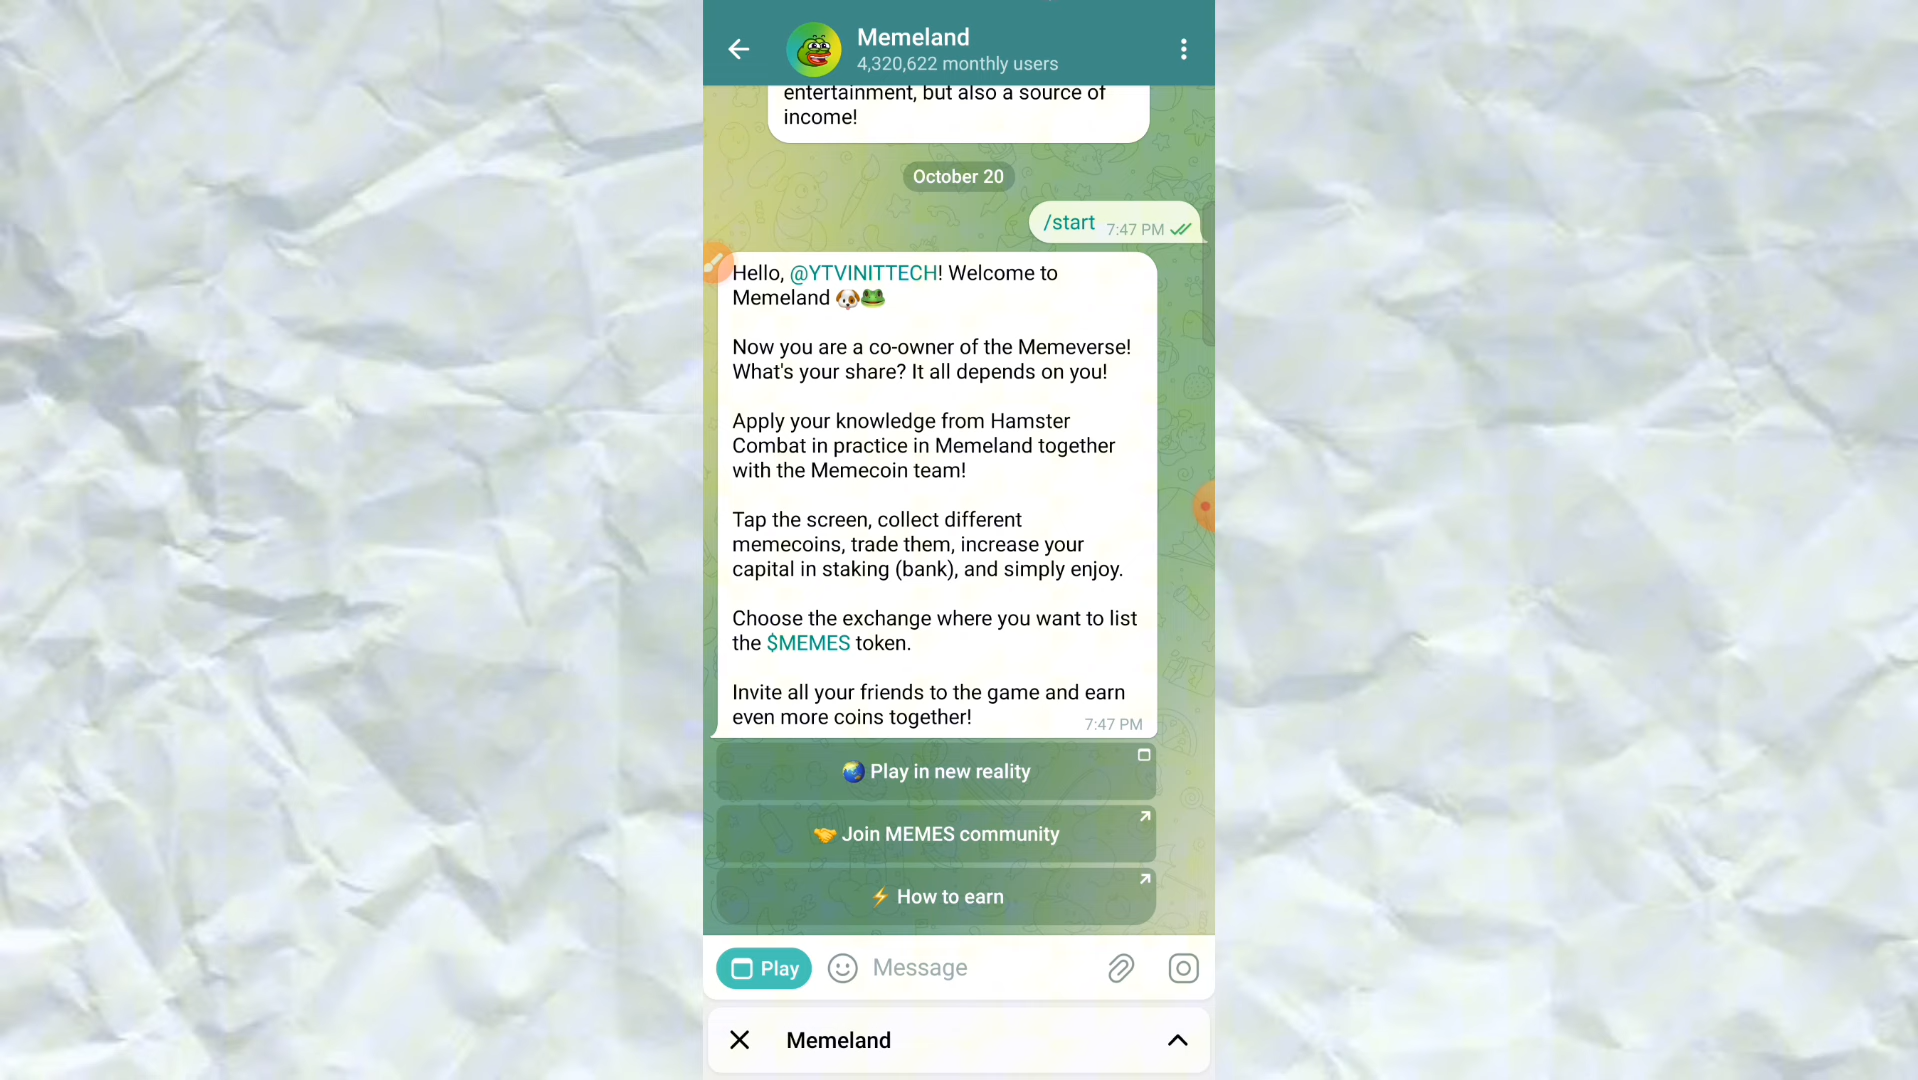 Memeland
4,320,622 monthly users
entertainment, but also a source of
income!
October 20
/start 7:47 PM
Hello, @YTVINITTECH! Welcome to
Memeland 🐶🐸
Now you are a co-owner of the Memeverse!
What's your share? It all depends on you!
Apply your knowledge from Hamster
Combat in practice in Memeland together
with the Memecoin team!
Tap the screen, collect different
memecoins, trade them, increase your
capital in staking (bank), and simply enjoy.
Choose the exchange where you want to list
the $MEMES token.
Invite all your friends to the game and earn
even more coins together!
7:47 PM
🌏 Play in new reality
🤝 Join MEMES community
⚡ How to earn
Play
Message
Memeland